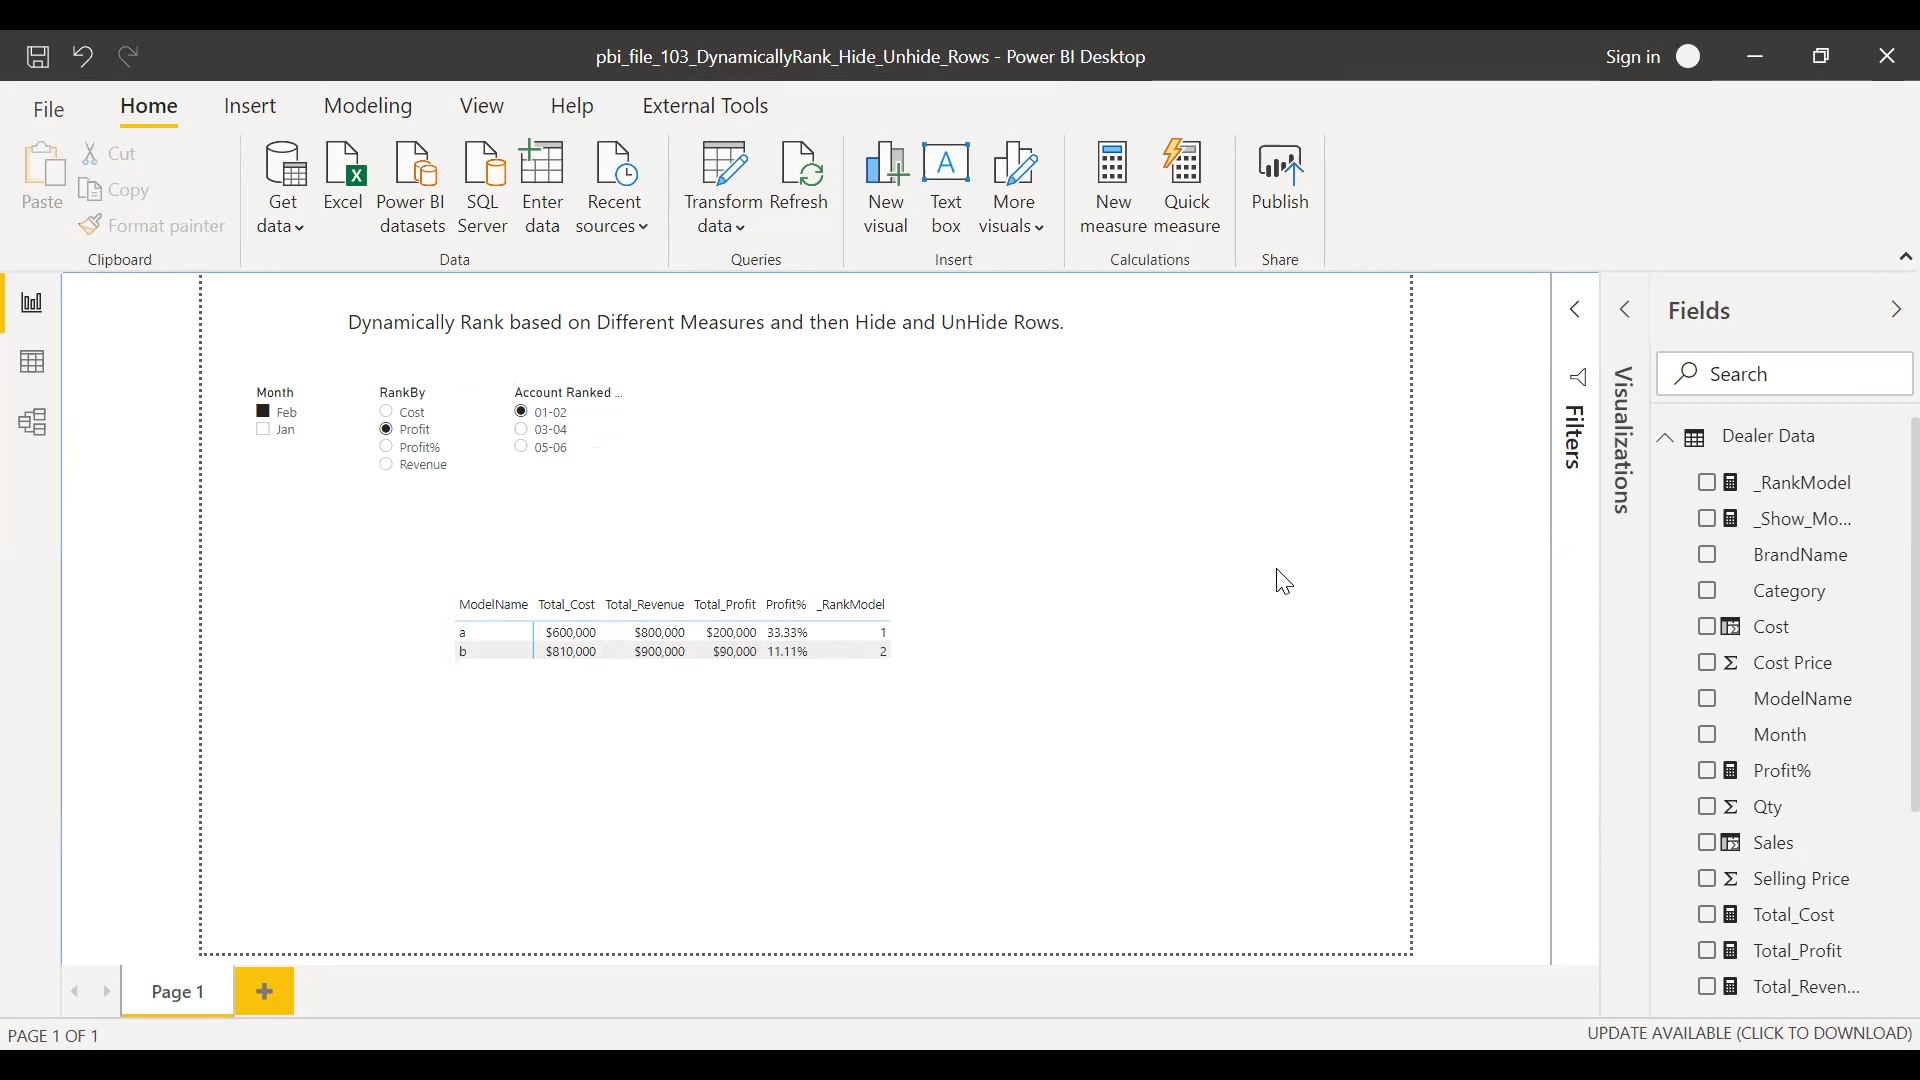 pbi_file_103_DynamicallyRank_Hide_Unhide_Rows - Power BI Desktop
Sign in
File Home Insert Modeling View Help External Tools
Paste
Cut
Copy
Format painter
Clipboard
Get data
Excel
Power BI datasets
SQL Server
Enter data
Recent sources
Data
Transform data
Refresh
Queries
New visual
Text box
More visuals
Insert
New measure
Quick measure
Calculations
Publish
Share
Dynamically Rank based on Different Measures and then Hide and UnHide Rows.
Month
Feb
Jan
RankBy
Cost
Profit
Profit%
Revenue
Account Ranked ...
01-02
03-04
05-06
ModelName Total_Cost Total_Revenue Total_Profit Profit% _RankModel
a $600,000 $800,000 $200,000 33.33% 1
b $810,000 $900,000 $90,000 11.11% 2
Filters
Visualizations
Fields
Search
Dealer Data
_RankModel
_Show_Mo...
BrandName
Category
Cost
Cost Price
ModelName
Month
Profit%
Qty
Sales
Selling Price
Total_Cost
Total_Profit
Total_Reven...
Page 1
PAGE 1 OF 1
UPDATE AVAILABLE (CLICK TO DOWNLOAD)